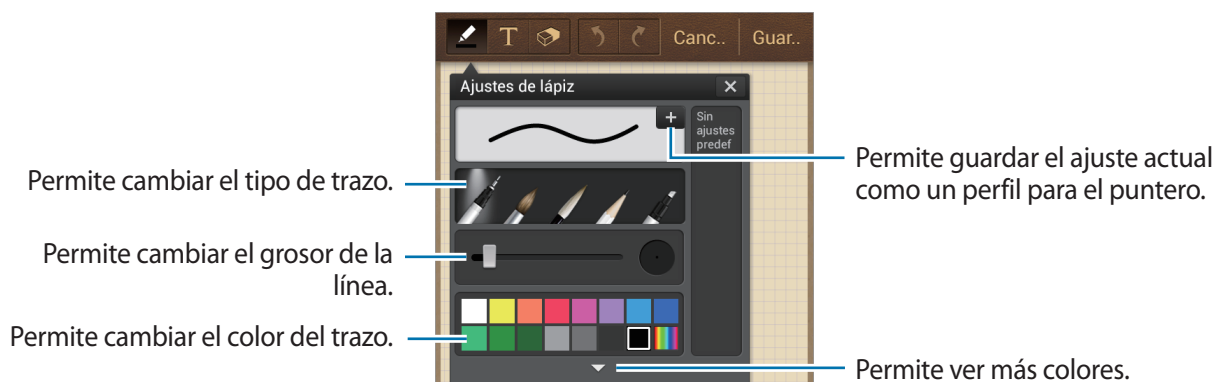 T Canc.. Guar..
Ajustes de lápiz
Sin
ajustes
predef
Permite guardar el ajuste actual
como un perfil para el puntero.
Permite cambiar el tipo de trazo.
Permite cambiar el grosor de la
línea.
Permite cambiar el color del trazo.
Permite ver más colores.